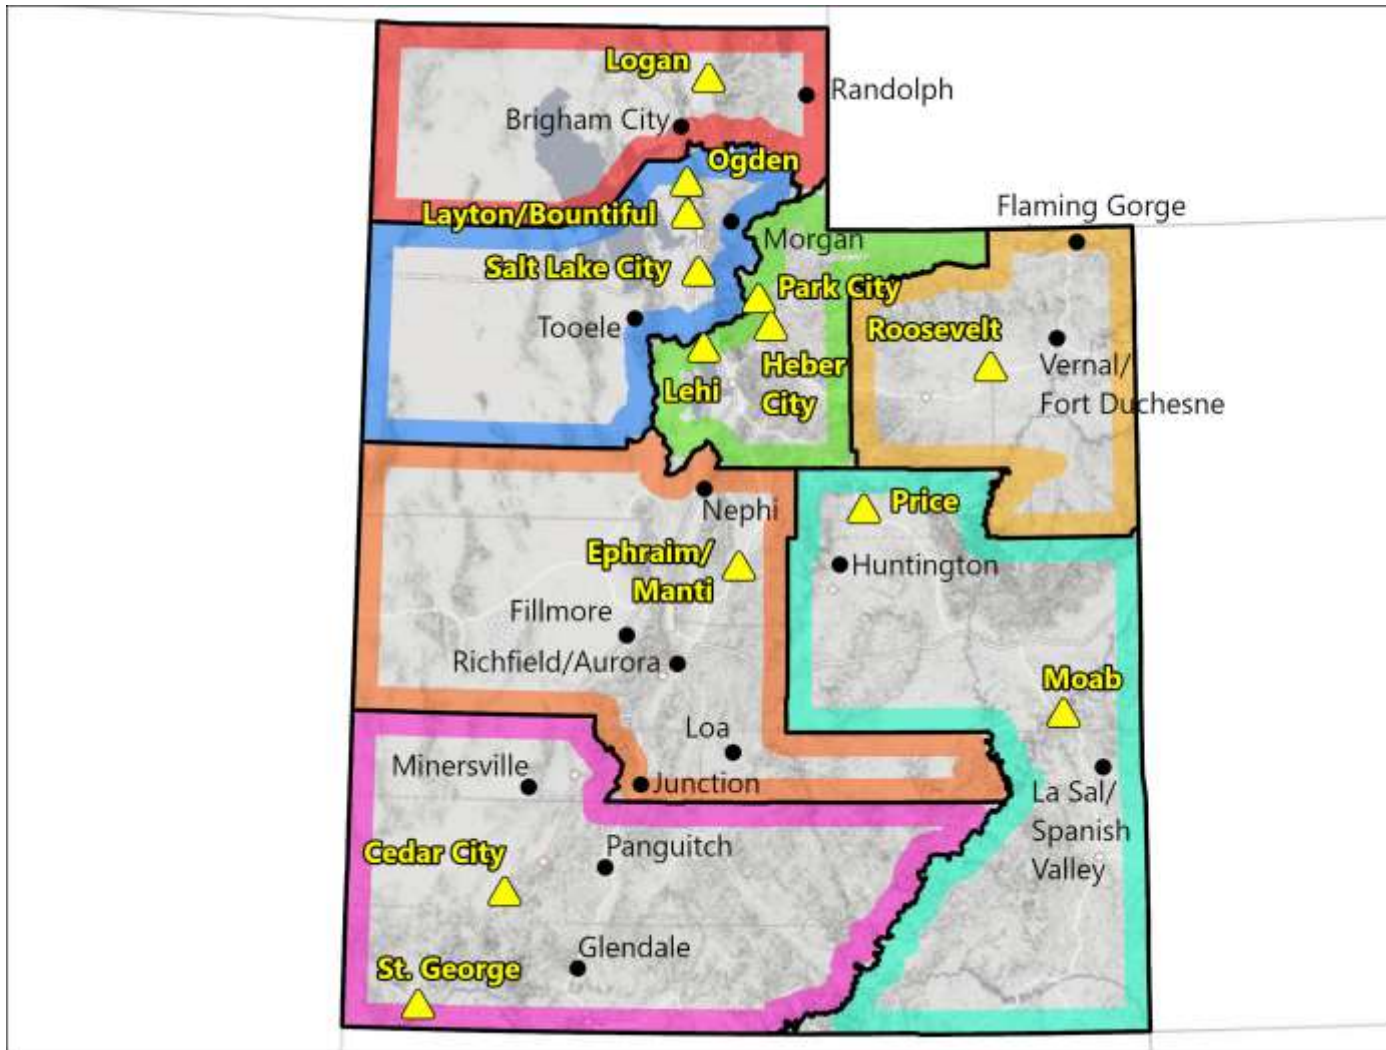 Logan
Randolph
Brigham City
Ogden
Flaming Gorge
Layton/Bountiful
Morgan
Salt Lake City
Park City
Tooele
Roosevelt
Heber
City
Vernal/
Fort Duchesne
Lehi
Nephi
Price
Ephraim/
Manti
Huntington
Fillmore
Richfield/Aurora
Moab
Loa
Minersville
Junction
La Sal/
Spanish
Valley
Cedar City
Panguitch
Glendale
St. George